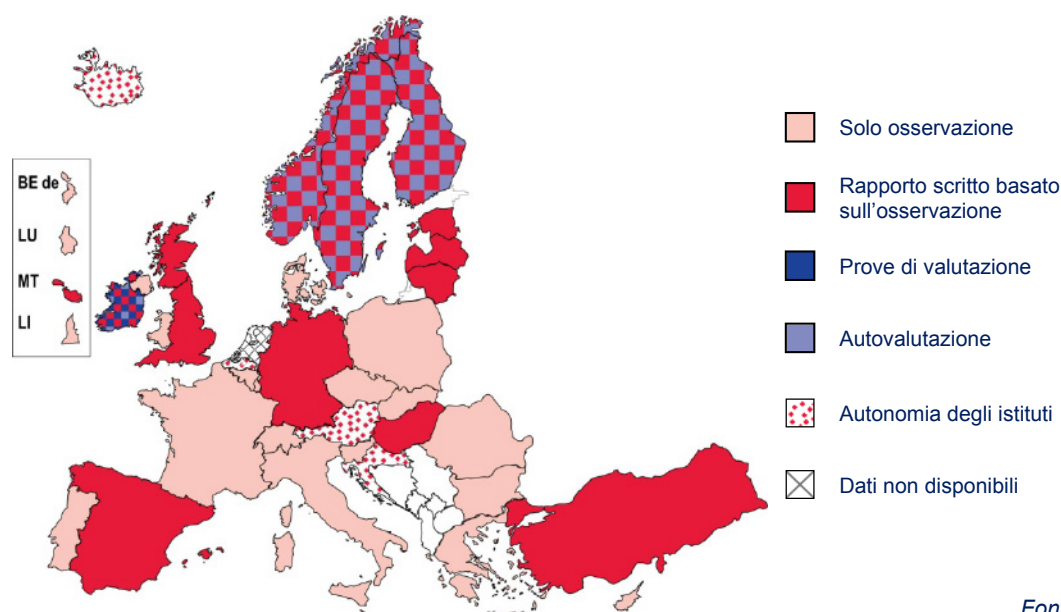 BE de
LU
MT
LI
Solo osservazione
Rapporto scritto basato
sull'osservazione
Prove di valutazione
Autovalutazione
Autonomia degli istituti
Dati non disponibili